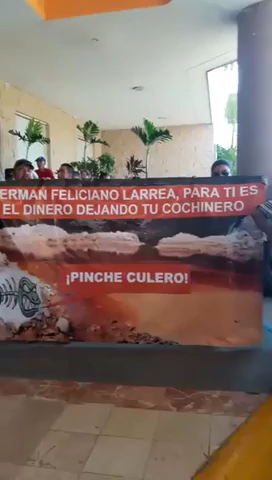 ERMAN FELICIANO LARREA, PARA TI ES
EL DINERO DEJANDO TU COCHINERO
¡PINCHE CULERO!